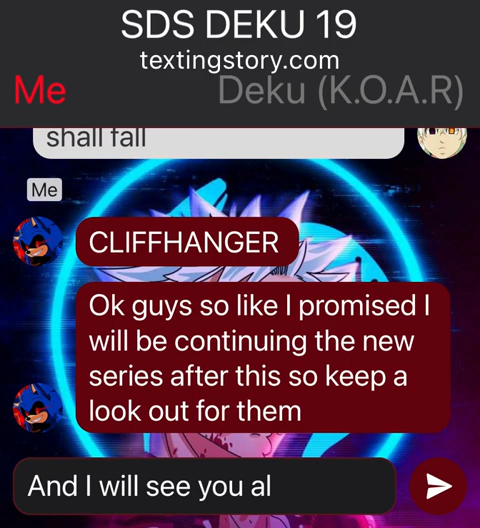 SDS DEKU 19
textingstory.com
Me
Deku (K.O.A.R)
shall fall
Me
CLIFFHANGER
Ok guys so like I promised I
will be continuing the new
series after this so keep a
look out for them
And I will see you al